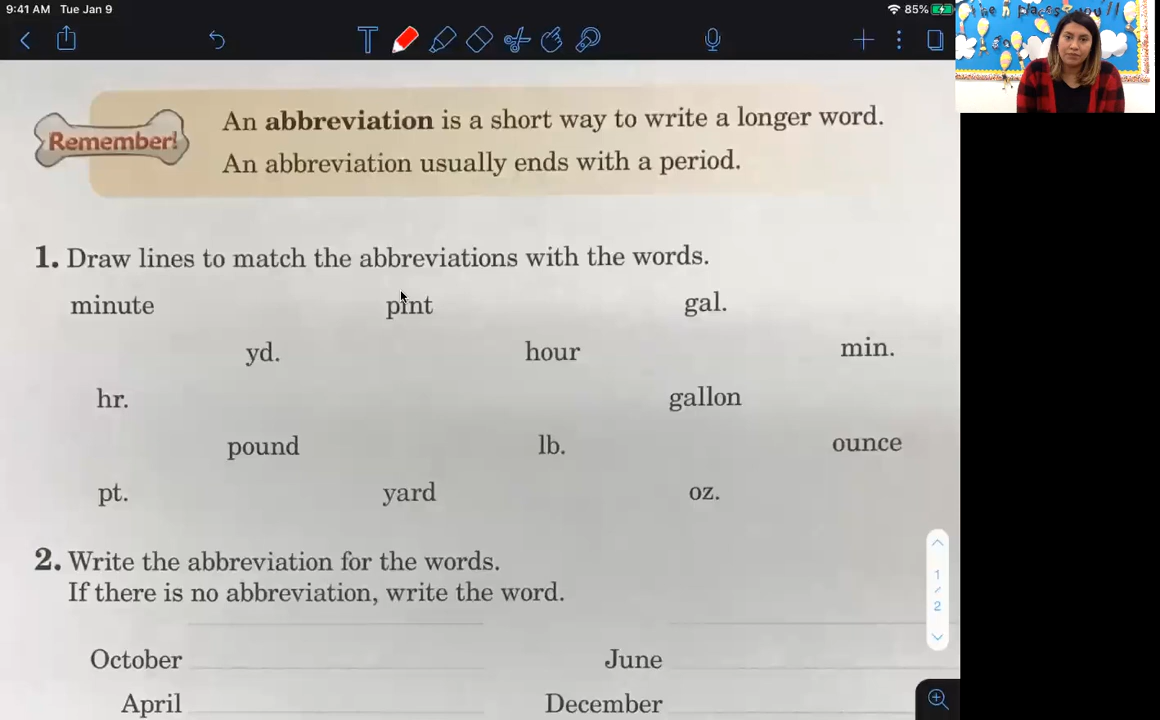 9:41 AM Tue Jan 9
85%
An abbreviation is a short way to write a longer word.
Remember!
An abbreviation usually ends with a period.
1. Draw lines to match the abbreviations with the words.
minute pint gal.
yd. hour min.
hr. gallon
pound lb. ounce
pt. yard oz.
2. Write the abbreviation for the words.
If there is no abbreviation, write the word.
1
/
2
October June
April December